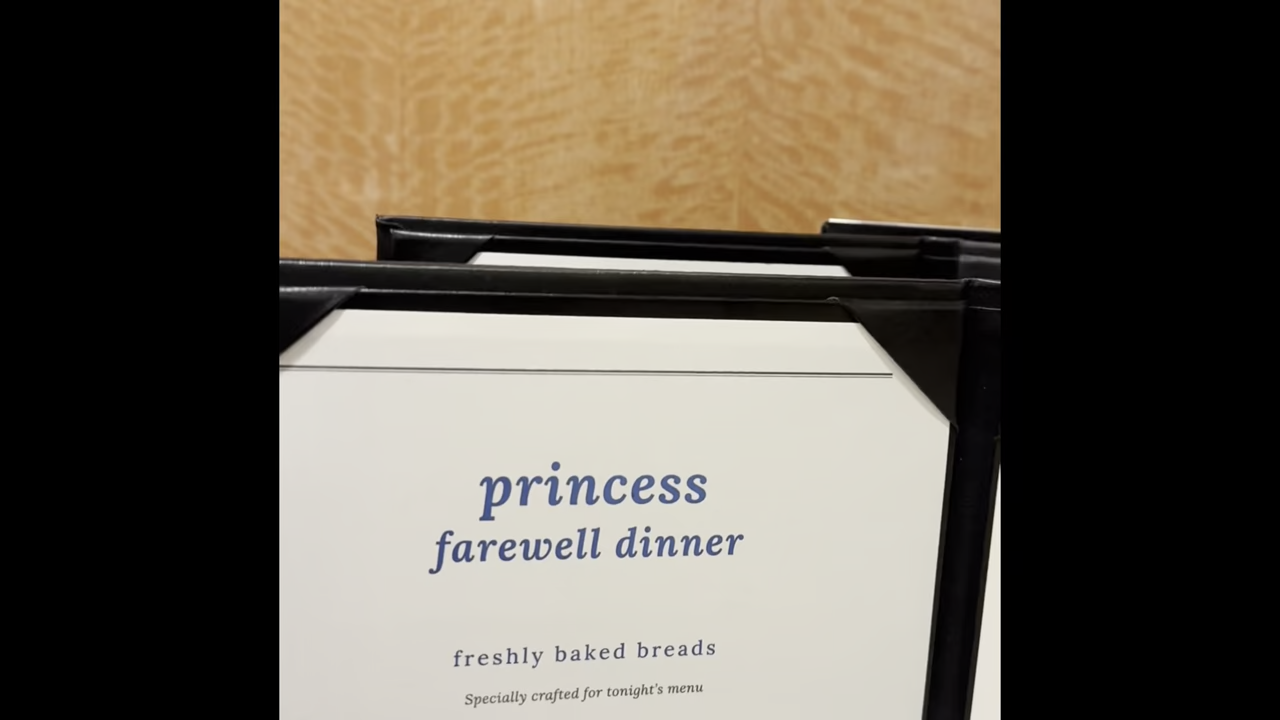 princess
farewell dinner
freshly baked breads
Specially crafted for tonight's menu